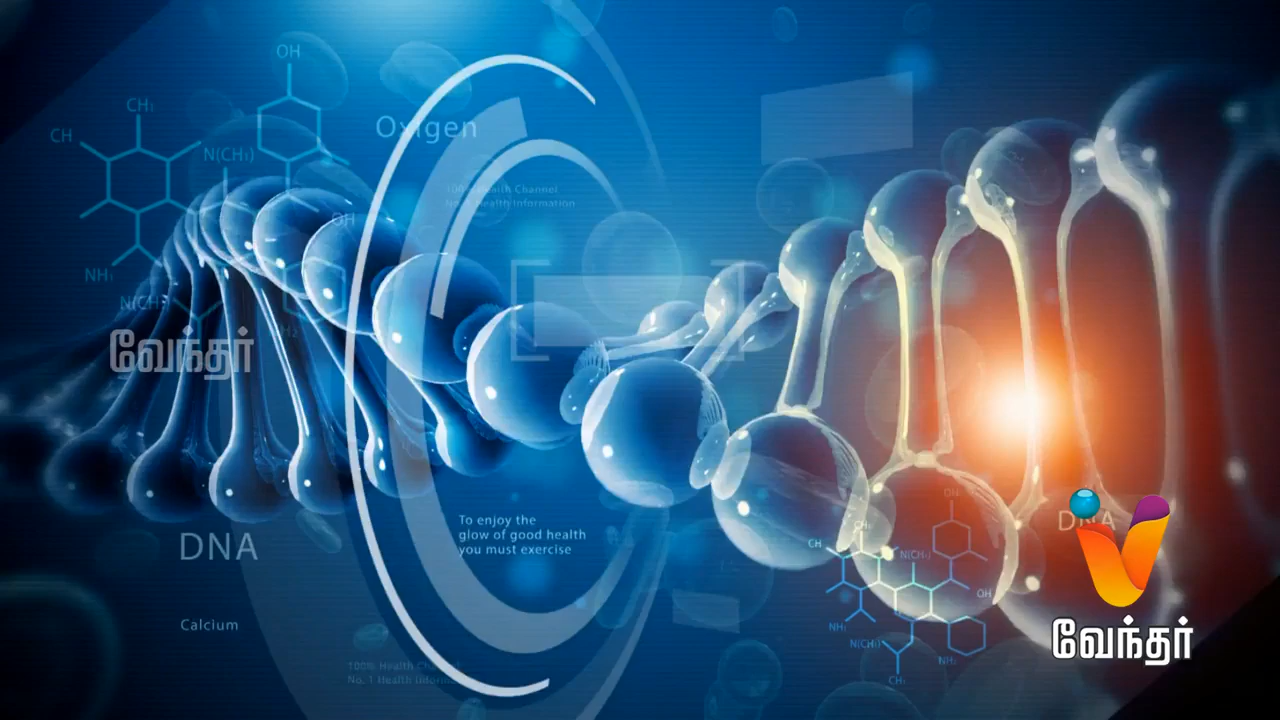 OH
CH₃
CH
N(CH₃)
Oxigen
100% Health Channel
No. 1 Health Information
OH
NH₂
N(CH₃)
வேந்தர்
DNA
To enjoy the
glow of good health
you must exercise
Calcium
100% Health Channel
No. 1 Health
OH
DNA
CH₃
CH
N(CH₃)
OH
NH₂
N(CH₃)
NH₂
CH₃
வேந்தர்